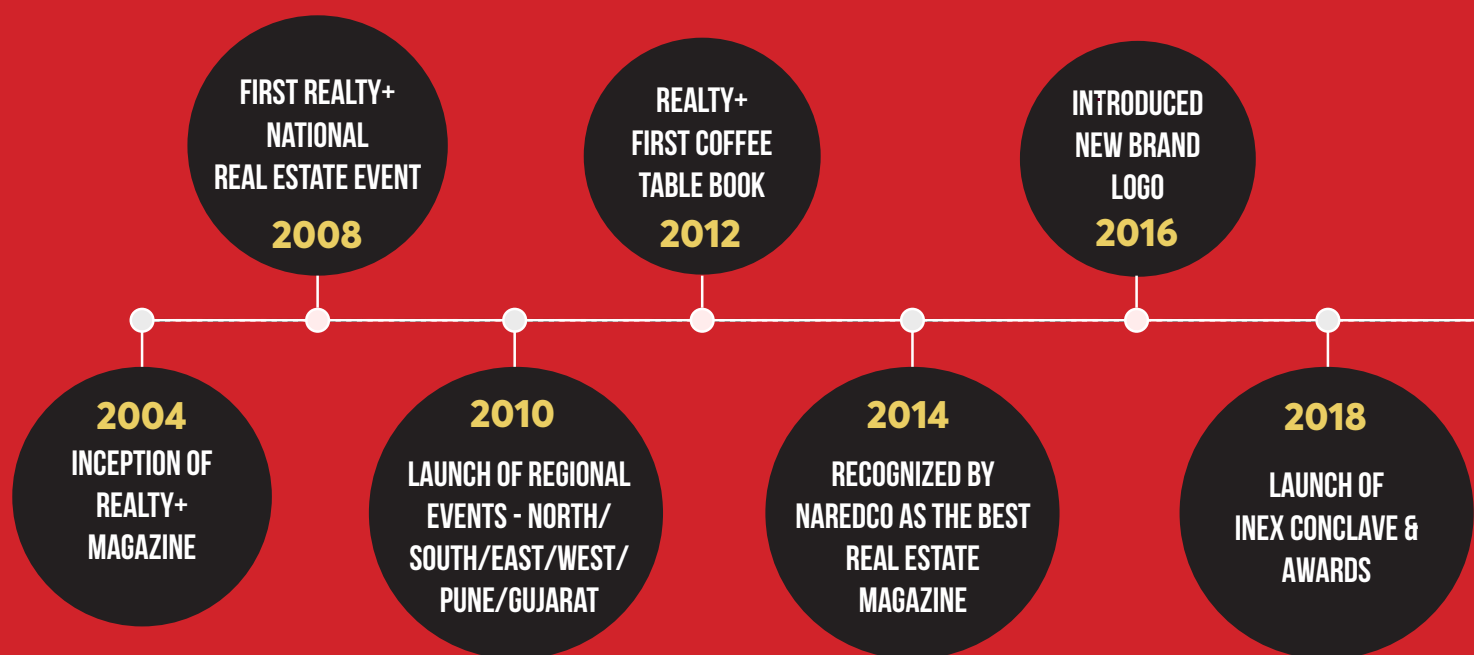 FIRST REALTY+
NATIONAL
REAL ESTATE EVENT
2008
REALTY+
FIRST COFFEE
TABLE BOOK
2012
INTRODUCED
NEW BRAND
LOGO
2016
2004
INCEPTION OF
REALTY+
MAGAZINE
2010
LAUNCH OF REGIONAL
EVENTS - NORTH/
SOUTH/EAST/WEST/
PUNE/GUJARAT
2014
RECOGNIZED BY
NAREDCO AS THE BEST
REAL ESTATE
MAGAZINE
2018
LAUNCH OF
INEX CONCLAVE &
AWARDS